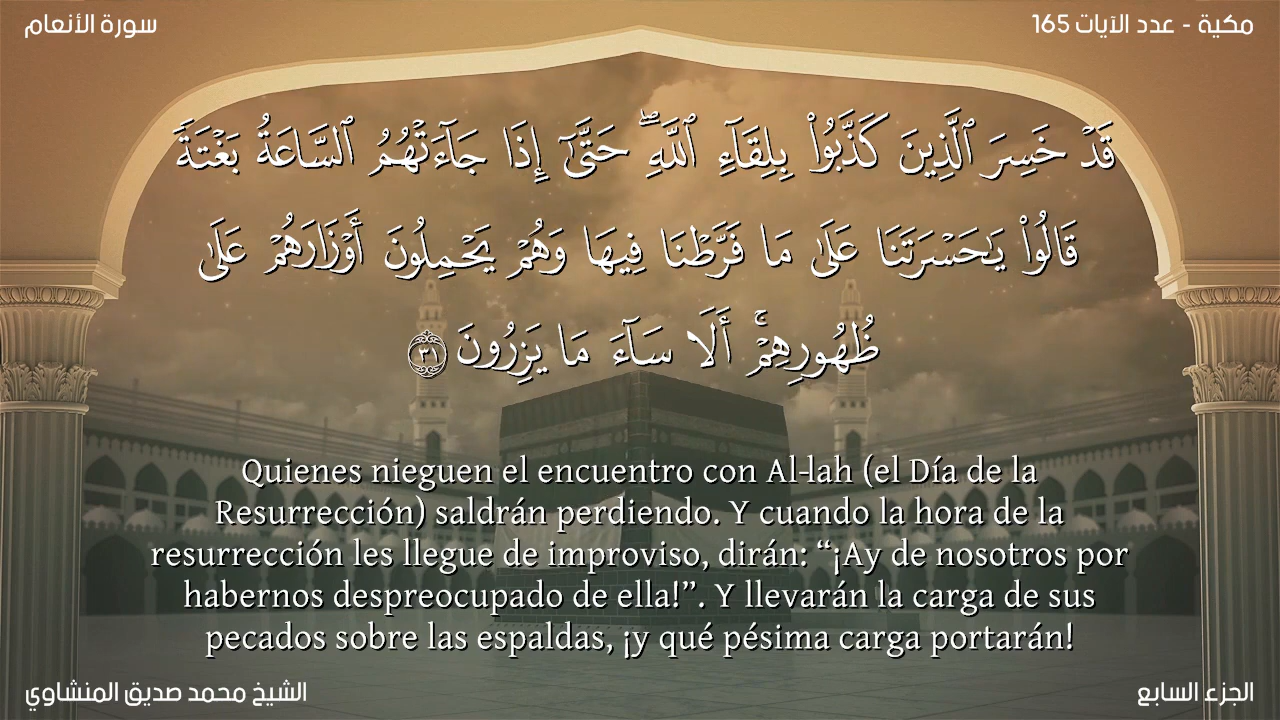 مكية - عدد الآيات 165
سورة الأنعام
قَدْ خَسِرَ ٱلَّذِينَ كَذَّبُوا۟ بِلِقَآءِ ٱللَّهِ ۖ حَتَّىٰٓ إِذَا جَآءَتْهُمُ ٱلسَّاعَةُ بَغْتَةً
قَالُوا۟ يَـٰحَسْرَتَنَا عَلَىٰ مَا فَرَّطْنَا فِيهَا وَهُمْ يَحْمِلُونَ أَوْزَارَهُمْ عَلَىٰ
ظُهُورِهِمْ ۚ أَلَا سَآءَ مَا يَزِرُونَ ٣١
Quienes nieguen el encuentro con Al-lah (el Día de la
Resurrección) saldrán perdiendo. Y cuando la hora de la
resurrección les llegue de improviso, dirán: “¡Ay de nosotros por
habernos despreocupado de ella!”. Y llevarán la carga de sus
pecados sobre las espaldas, ¡y qué pésima carga portarán!
الجزء السابع
الشيخ محمد صديق المنشاوي